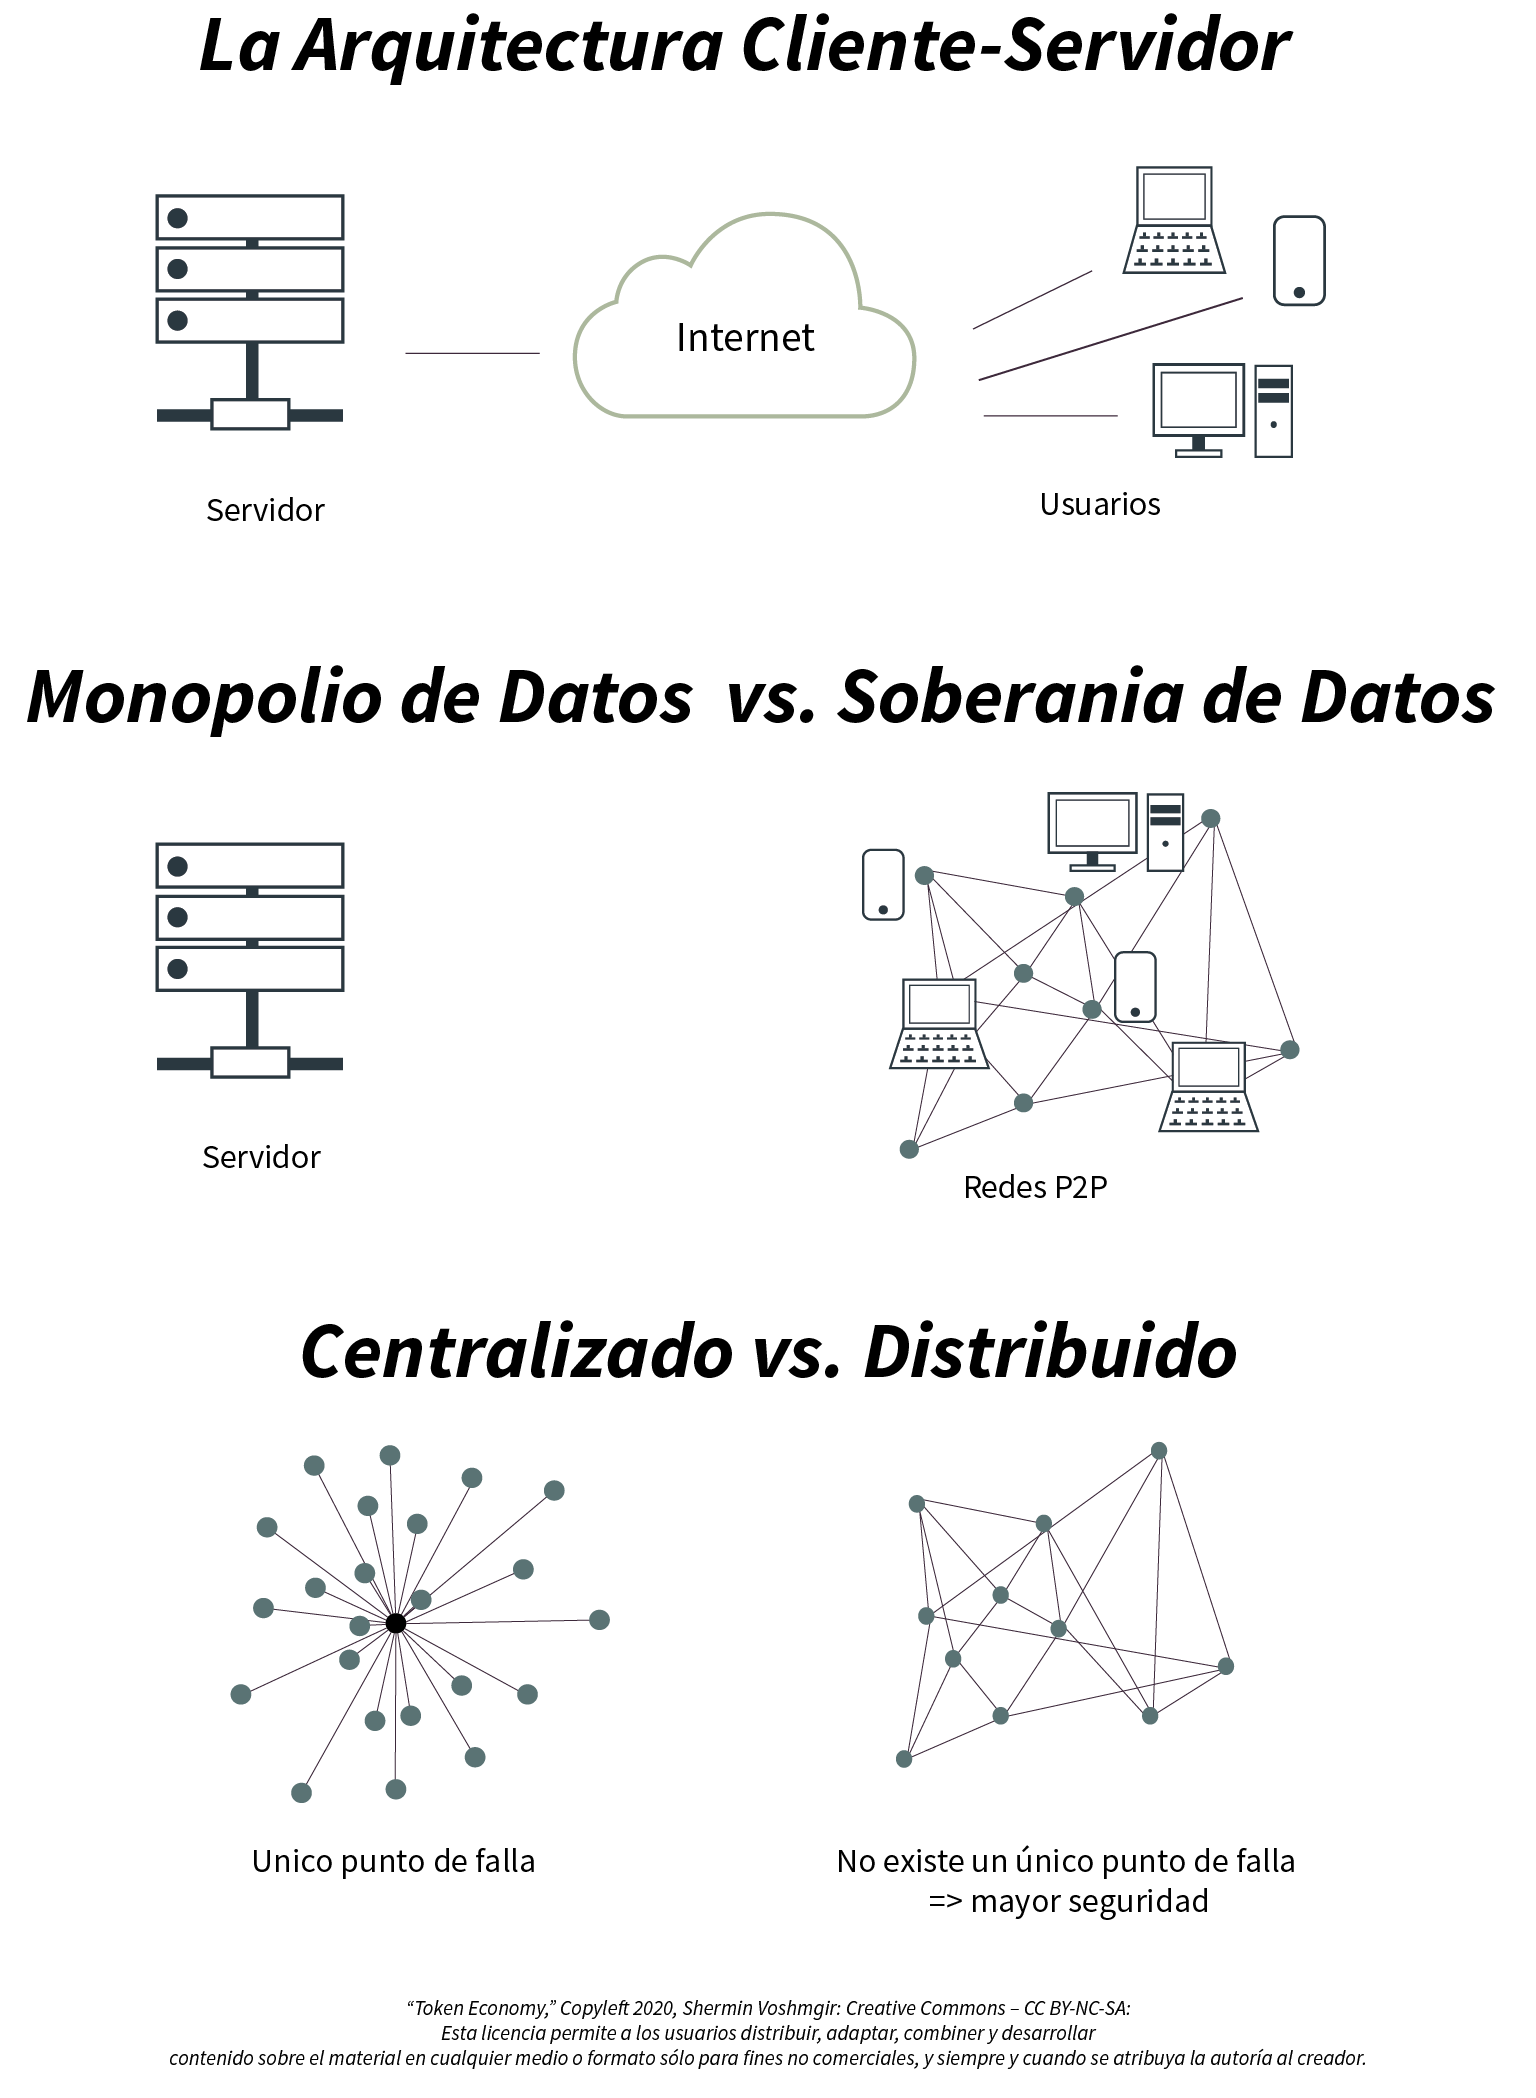 La Arquitectura Cliente-Servidor
Internet
Servidor
Usuarios
Monopolio de Datos vs. Soberania de Datos
Servidor
Redes P2P
Centralizado vs. Distribuido
Unico punto de falla
No existe un único punto de falla
=> mayor seguridad
“Token Economy,” Copyleft 2020, Shermin Voshmgir: Creative Commons – CC BY-NC-SA:
Esta licencia permite a los usuarios distribuir, adaptar, combiner y desarrollar
contenido sobre el material en cualquier medio o formato sólo para fines no comerciales, y siempre y cuando se atribuya la autoría al creador.